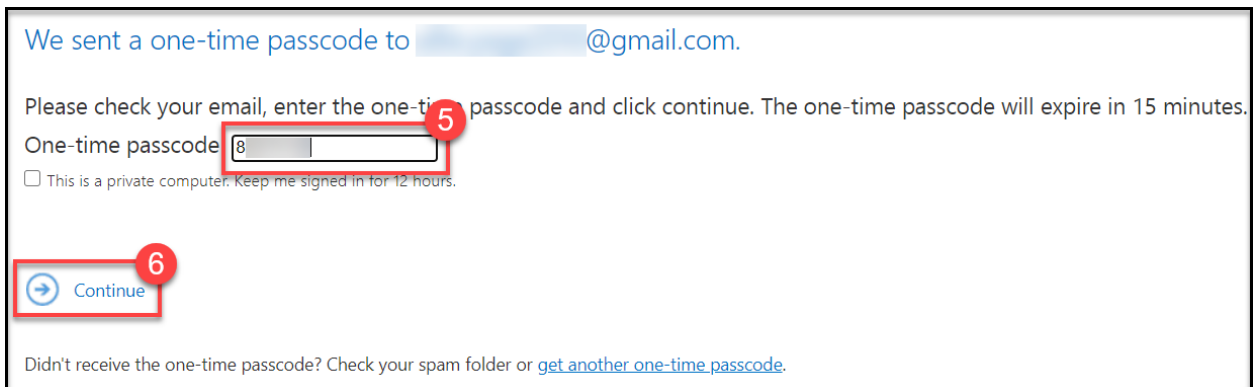 We sent a one-time passcode to @gmail.com.
Please check your email, enter the one-time passcode and click continue. The one-time passcode will expire in 15 minutes.
5
One-time passcode 8
This is a private computer. Keep me signed in for 12 hours.
6
Continue
Didn't receive the one-time passcode? Check your spam folder or get another one-time passcode.